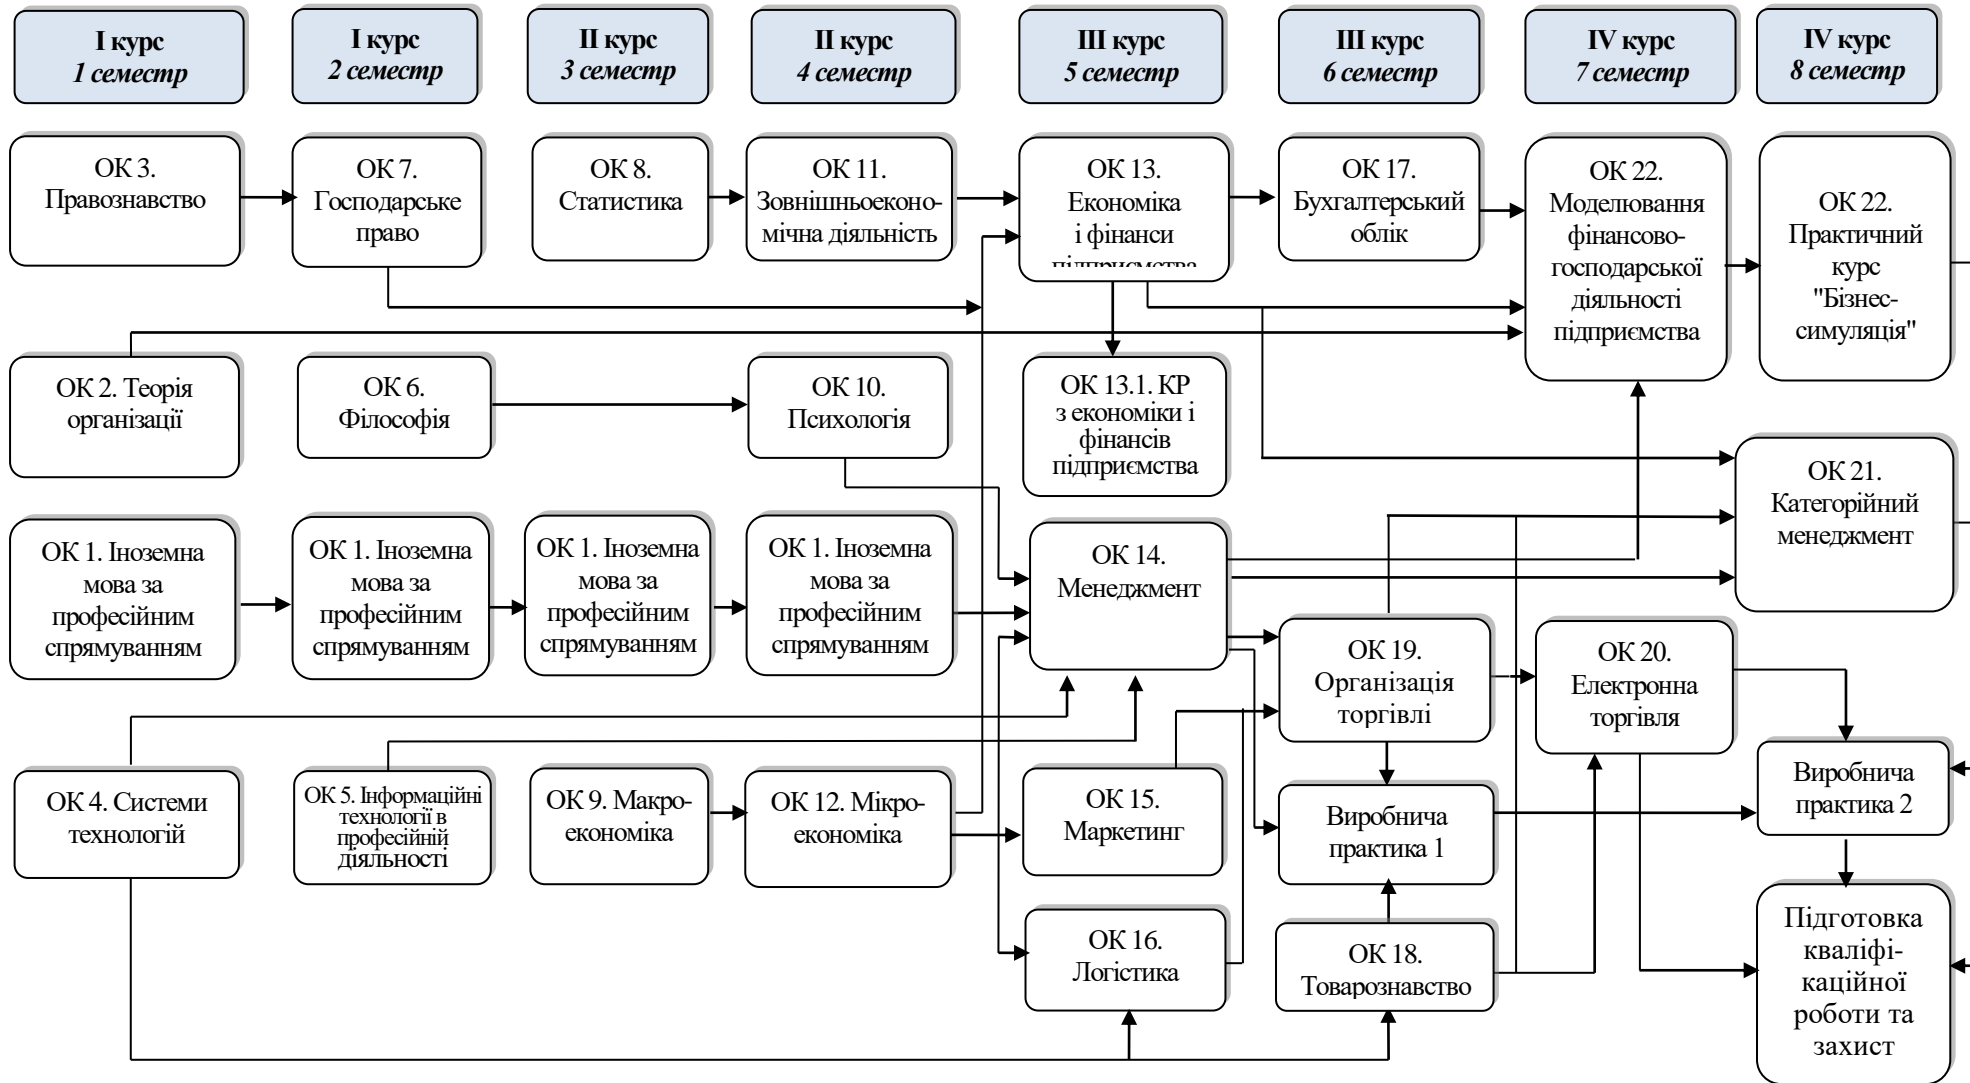 І курс
1 семестр
І курс
2 семестр
ІІ курс
3 семестр
ІІ курс
4 семестр
ІІІ курс
5 семестр
ІІІ курс
6 семестр
IV курс
7 семестр
IV курс
8 семестр
ОК 3.
Правознавство
ОК 7.
Господарське
право
ОК 8.
Статистика
ОК 11.
Зовнішньоеконо-
мічна діяльність
ОК 13.
Економіка
і фінанси
підприємства
ОК 17.
Бухгалтерський
облік
ОК 22.
Моделювання
фінансово-
господарської
діяльності
підприємства
ОК 22.
Практичний
курс
"Бізнес-
симуляція"
ОК 2. Теорія
організації
ОК 6.
Філософія
ОК 10.
Психологія
ОК 13.1. КР
з економіки і
фінансів
підприємства
ОК 21.
Категорійний
менеджмент
ОК 1. Іноземна
мова за
професійним
спрямуванням
ОК 1. Іноземна
мова за
професійним
спрямуванням
ОК 1. Іноземна
мова за
професійним
спрямуванням
ОК 1. Іноземна
мова за
професійним
спрямуванням
ОК 14.
Менеджмент
ОК 19.
Організація
торгівлі
ОК 20.
Електронна
торгівля
ОК 4. Системи
технологій
ОК 5. Інформаційні
технології в
професійній
діяльності
ОК 9. Макро-
економіка
ОК 12. Мікро-
економіка
ОК 15.
Маркетинг
Виробнича
практика 1
Виробнича
практика 2
ОК 16.
Логістика
ОК 18.
Товарознавство
Підготовка
кваліфі-
каційної
роботи та
захист